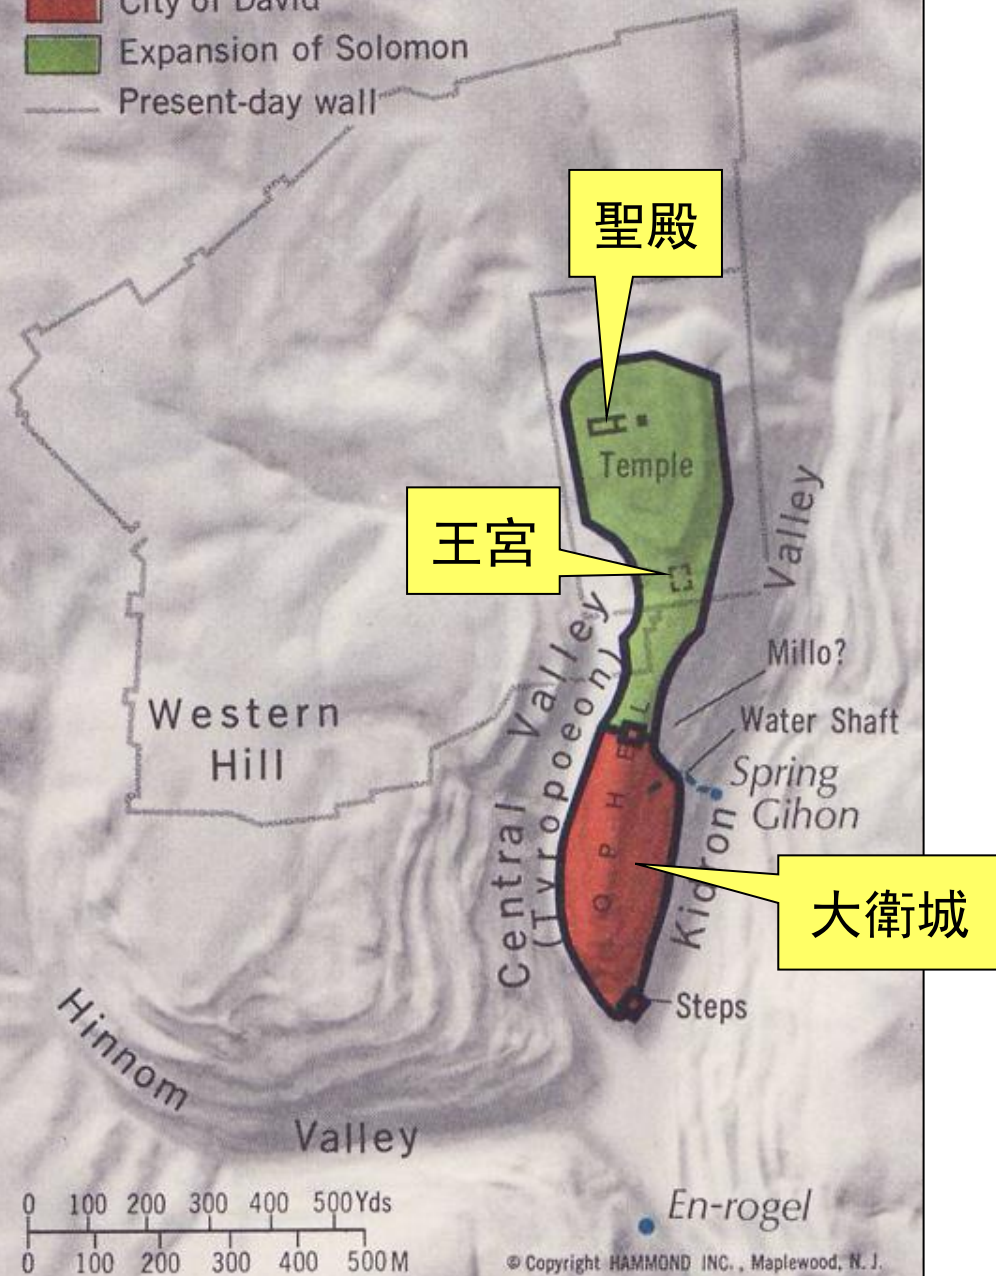 City of David
Expansion of Solomon
Present-day wall
聖殿
Temple
王宮
Valley
Millo?
Water Shaft
Spring
Gihon
Western
Hill
Central Valley
(Tyropoeon)
OPHEL
Kidron
大衛城
Steps
Hinnom
Valley
0 100 200 300 400 500Yds
0 100 200 300 400 500M
En-rogel
© Copyright HAMMOND INC., Maplewood, N. J.